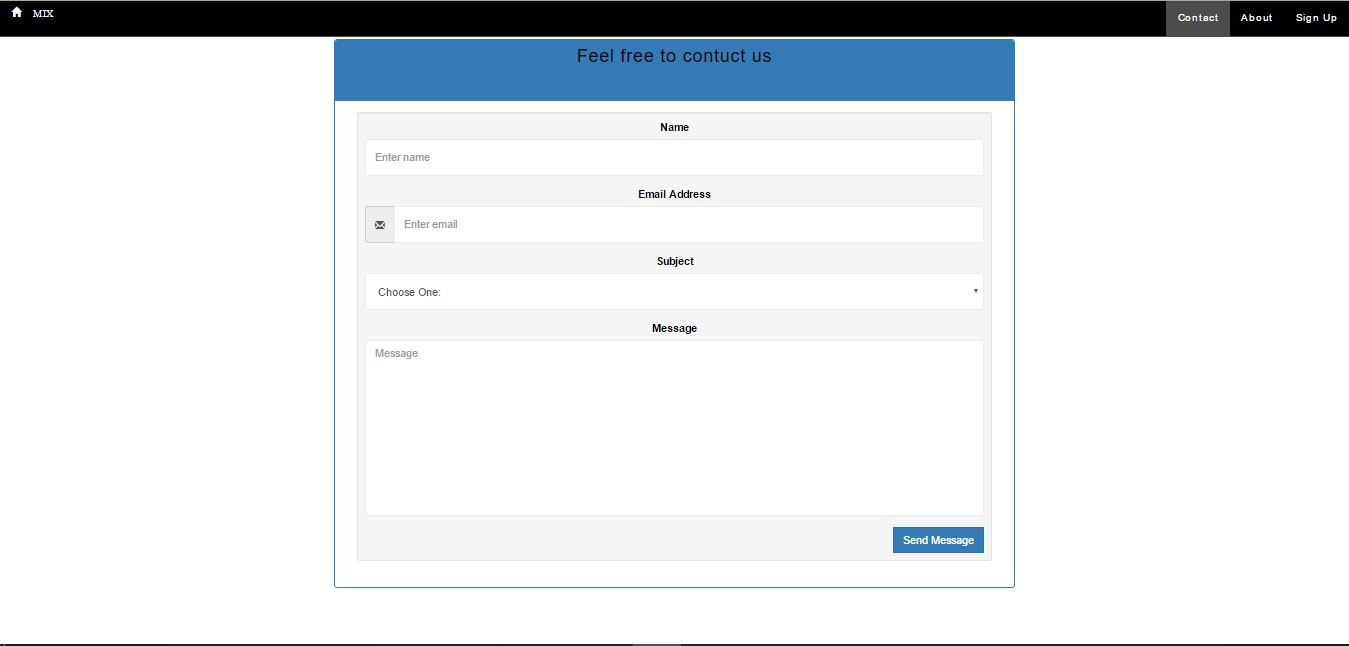 MIX Contact About Sign Up
Feel free to contuct us
Name
Enter name
Email Address
Enter email
Subject
Choose One:
Message
Message
Send Message